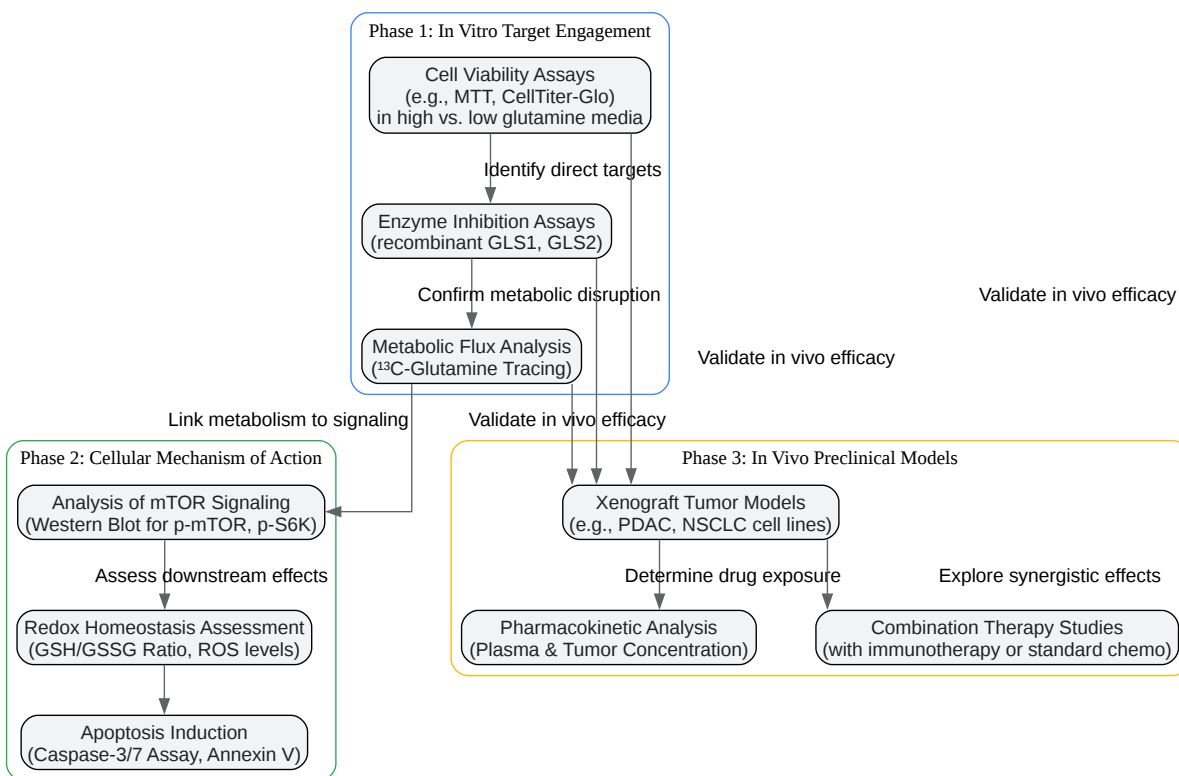 Phase 1: In Vitro Target Engagement
Cell Viability Assays
(e.g., MTT, CellTiter-Glo)
in high vs. low glutamine media
Identify direct targets
Enzyme Inhibition Assays
(recombinant GLS1, GLS2)
Confirm metabolic disruption
Validate in vivo efficacy
Metabolic Flux Analysis
(¹³C-Glutamine Tracing)
Validate in vivo efficacy
Link metabolism to signaling
Validate in vivo efficacy
Phase 2: Cellular Mechanism of Action
Analysis of mTOR Signaling
(Western Blot for p-mTOR, p-S6K)
Assess downstream effects
Redox Homeostasis Assessment
(GSH/GSSG Ratio, ROS levels)
Apoptosis Induction
(Caspase-3/7 Assay, Annexin V)
Phase 3: In Vivo Preclinical Models
Xenograft Tumor Models
(e.g., PDAC, NSCLC cell lines)
Determine drug exposure
Explore synergistic effects
Pharmacokinetic Analysis
(Plasma & Tumor Concentration)
Combination Therapy Studies
(with immunotherapy or standard chemo)